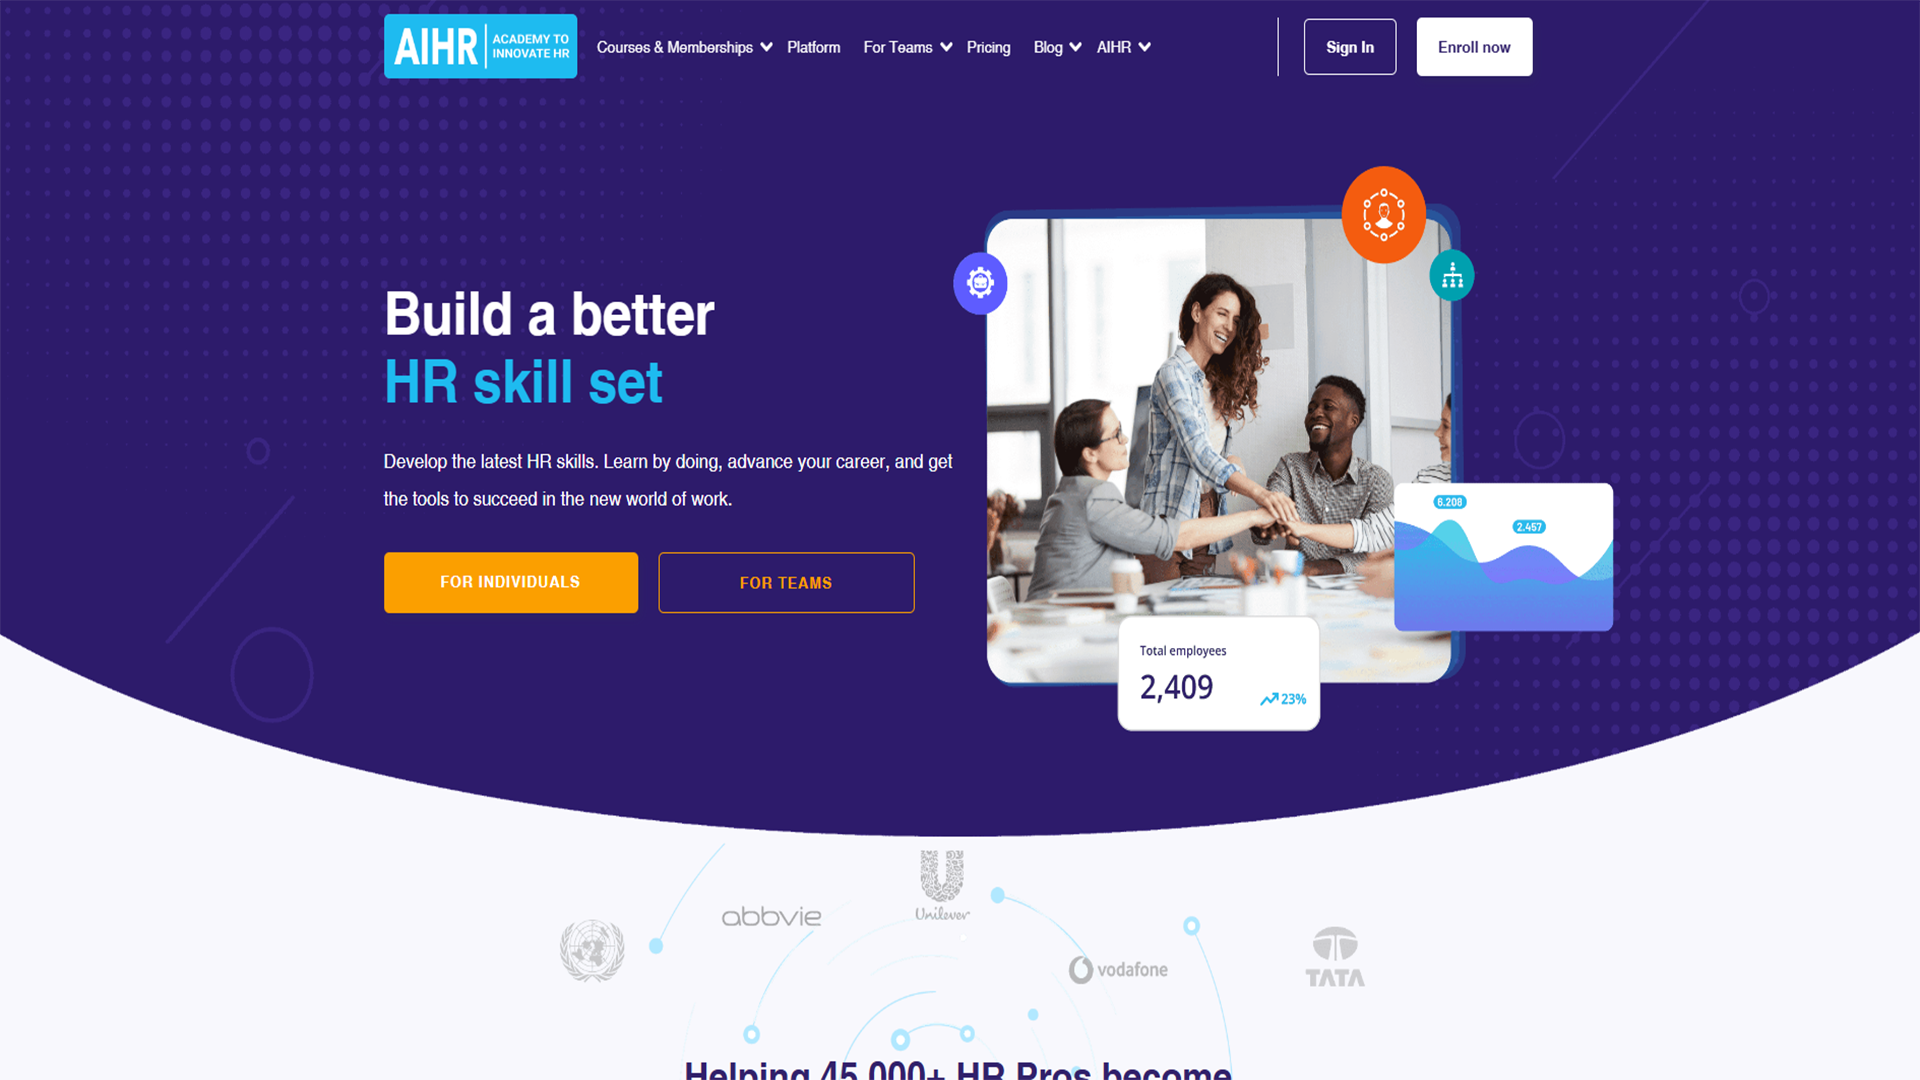 AIHR
ACADEMY TO
INNOVATE HR
Courses & Memberships
Platform
For Teams
Pricing
Blog
AIHR
Sign In
Enroll now
Build a better
HR skill set
Develop the latest HR skills. Learn by doing, advance your career, and get
the tools to succeed in the new world of work.
FOR INDIVIDUALS
FOR TEAMS
6.208
2.457
Total employees
2,409
23%
abbvie
Unilever
vodafone
TATA
Helping 45,000+ HR Pros become